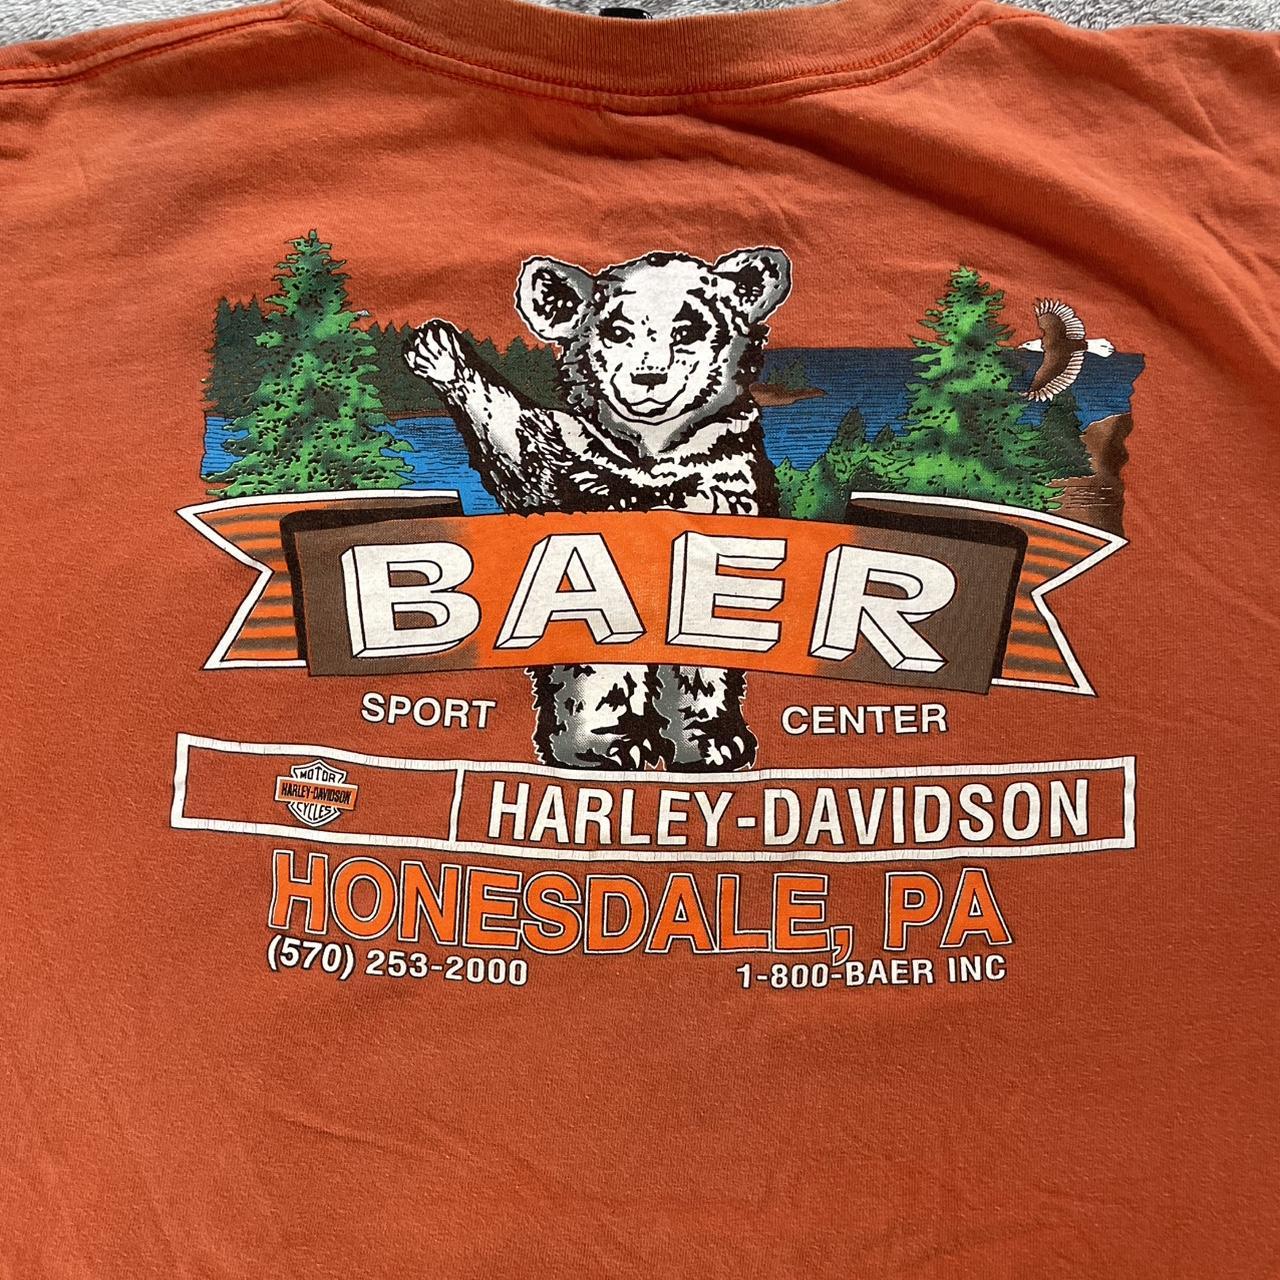 BAER
SPORT CENTER
MOTOR
HARLEY-DAVIDSON
CYCLES
HARLEY-DAVIDSON
HONESDALE, PA
(570) 253-2000 1-800-BAER INC